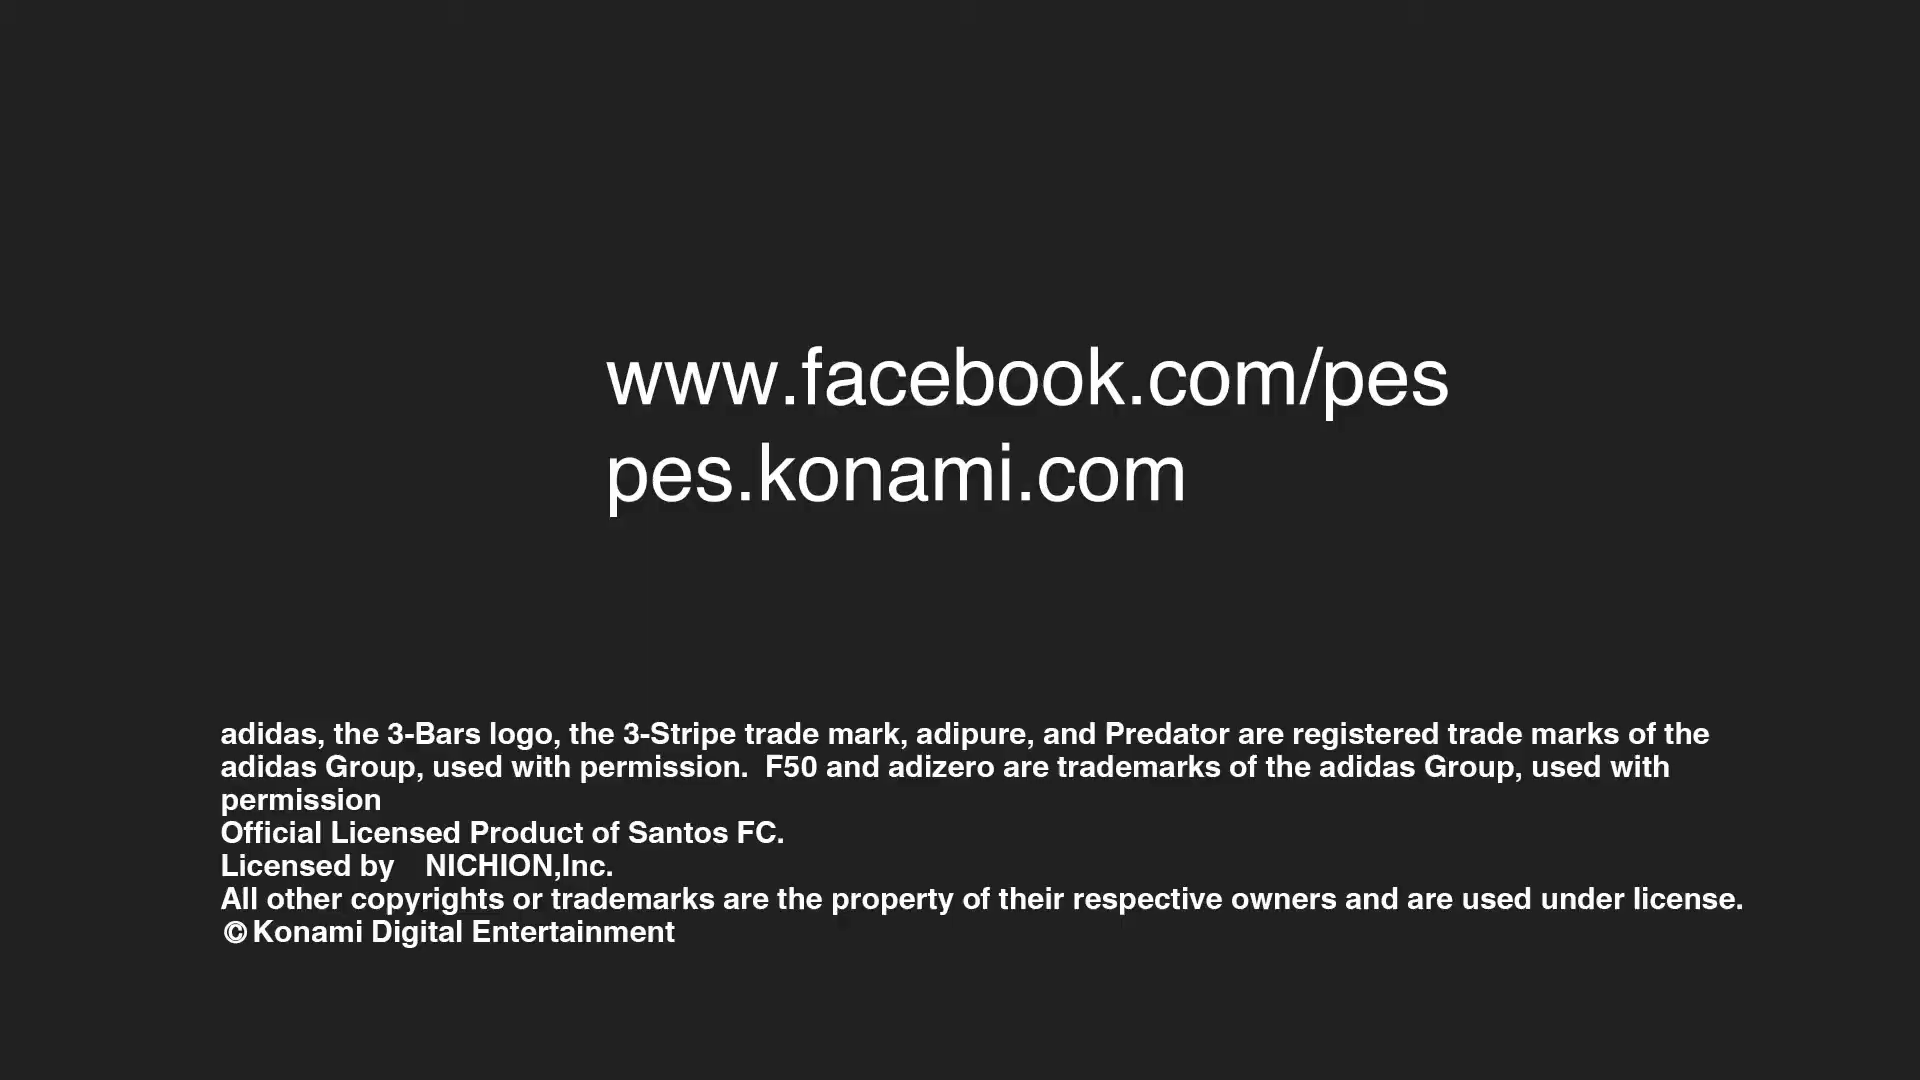 www.facebook.com/pes
pes.konami.com
adidas, the 3-Bars logo, the 3-Stripe trade mark, adipure, and Predator are registered trade marks of the
adidas Group, used with permission.  F50 and adizero are trademarks of the adidas Group, used with
permission
Official Licensed Product of Santos FC.
Licensed by　NICHION,Inc.
All other copyrights or trademarks are the property of their respective owners and are used under license.
©Konami Digital Entertainment